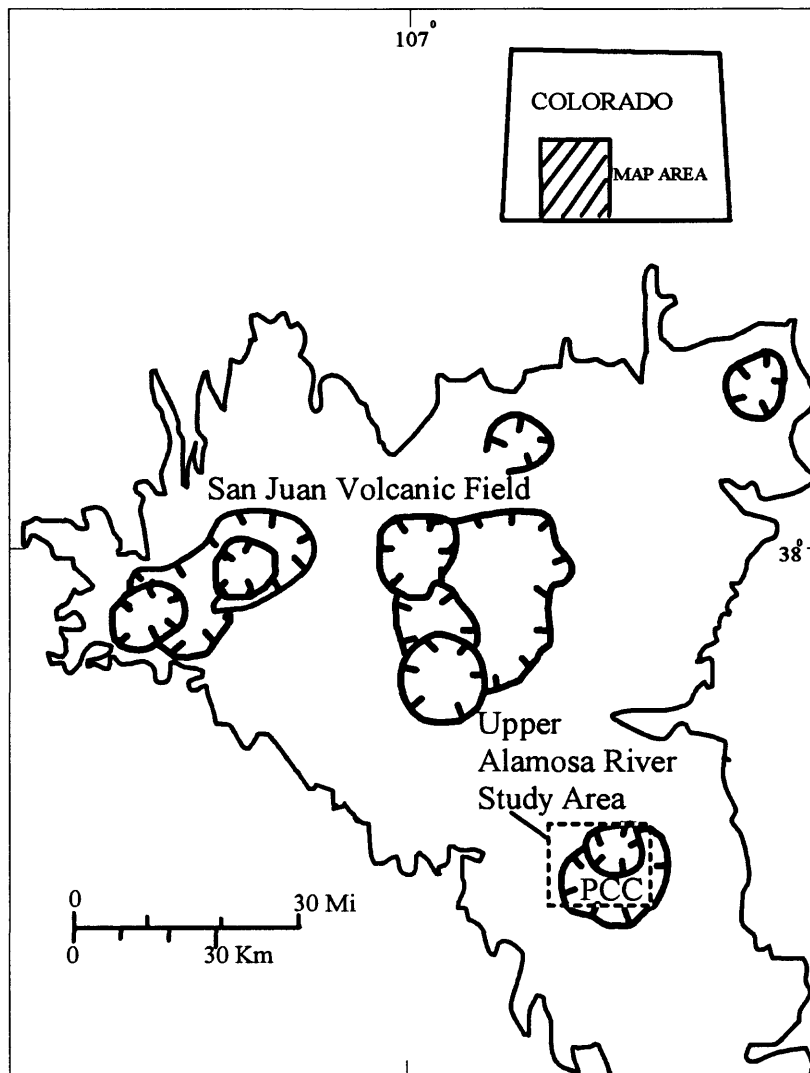 107°
COLORADO
MAP AREA
San Juan Volcanic Field
38°
Upper
Alamosa River
Study Area
PCC
0 30 Mi
0 30 Km